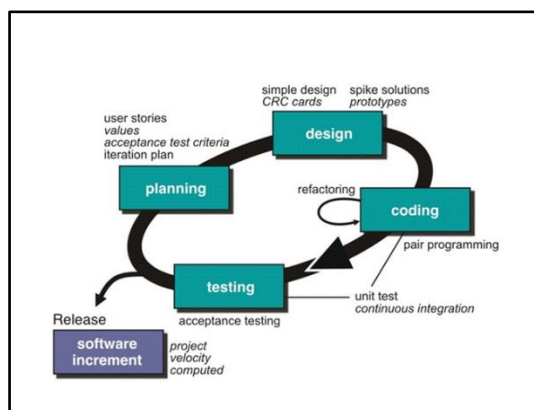 simple design
CRC cards
spike solutions
prototypes
design
user stories
values
acceptance test criteria
iteration plan
planning
refactoring
coding
pair programming
testing
acceptance testing
unit test
continuous integration
Release
software
increment
project
velocity
computed